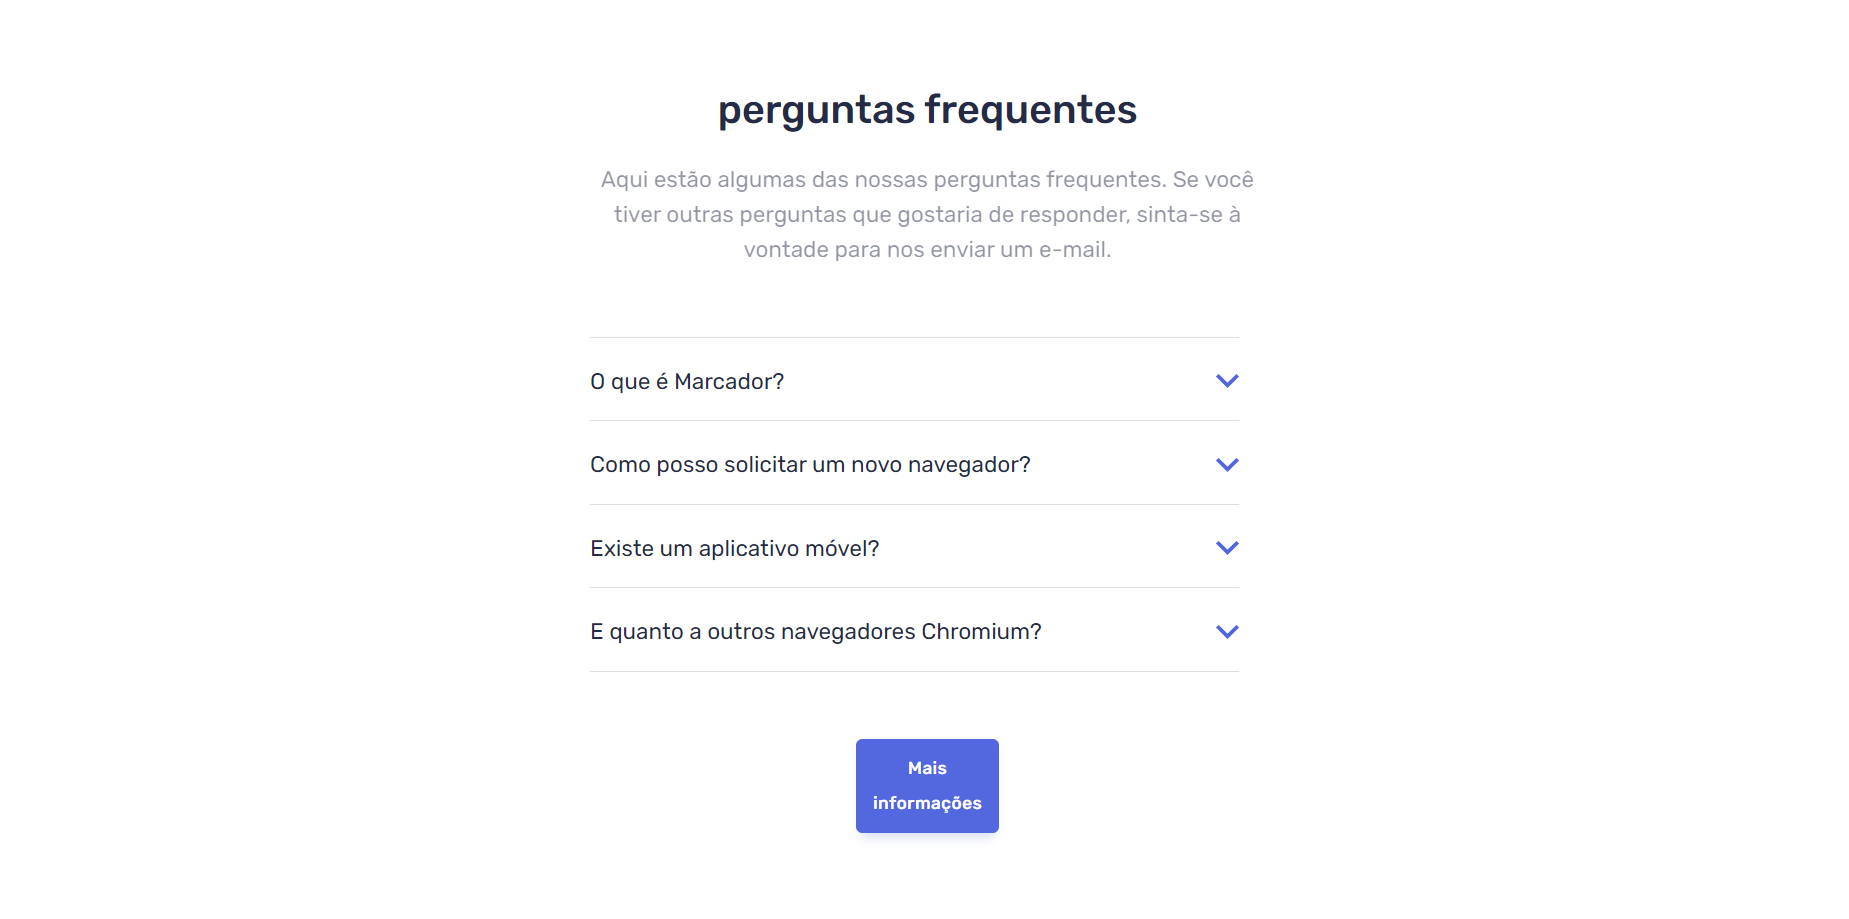 perguntas frequentes
Aqui estão algumas das nossas perguntas frequentes. Se você
tiver outras perguntas que gostaria de responder, sinta-se à
vontade para nos enviar um e-mail.
O que é Marcador?
Como posso solicitar um novo navegador?
Existe um aplicativo móvel?
E quanto a outros navegadores Chromium?
Mais
informações